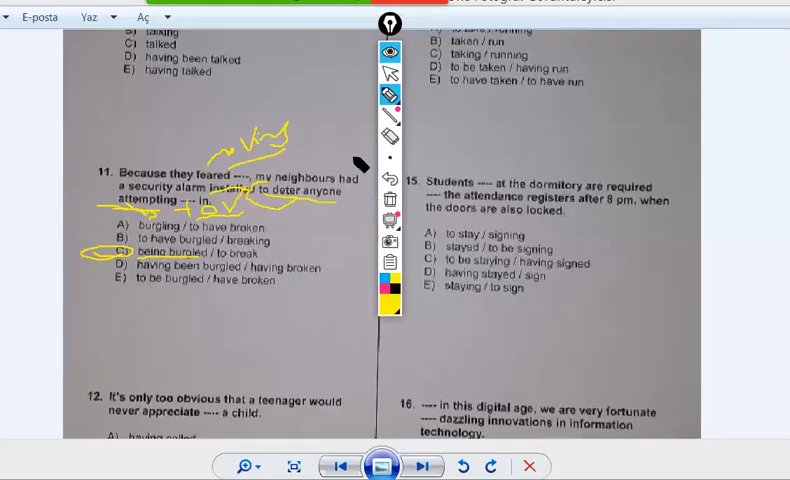 E-posta Yaz Aç
B) talking
C) talked
D) having been talked
E) having talked
B) taken / run
C) taking / running
D) to be taken / having run
E) to have taken / to have run
Ving
11. Because they feared ----, my neighbours had
a security alarm installed to deter anyone
attempting ---- in.
+ DV
A) burgling / to have broken
B) to have burgled / breaking
C) being burgled / to break
D) having been burgled / having broken
E) to be burgled / have broken
15. Students ---- at the dormitory are required
---- the attendance registers after 8 pm, when
the doors are also locked.
A) to stay / signing
B) stayed / to be signing
C) to be staying / having signed
D) having stayed / sign
E) staying / to sign
12. It's only too obvious that a teenager would
never appreciate ---- a child.
A) having called
16. ---- in this digital age, we are very fortunate
---- dazzling innovations in information
technology.